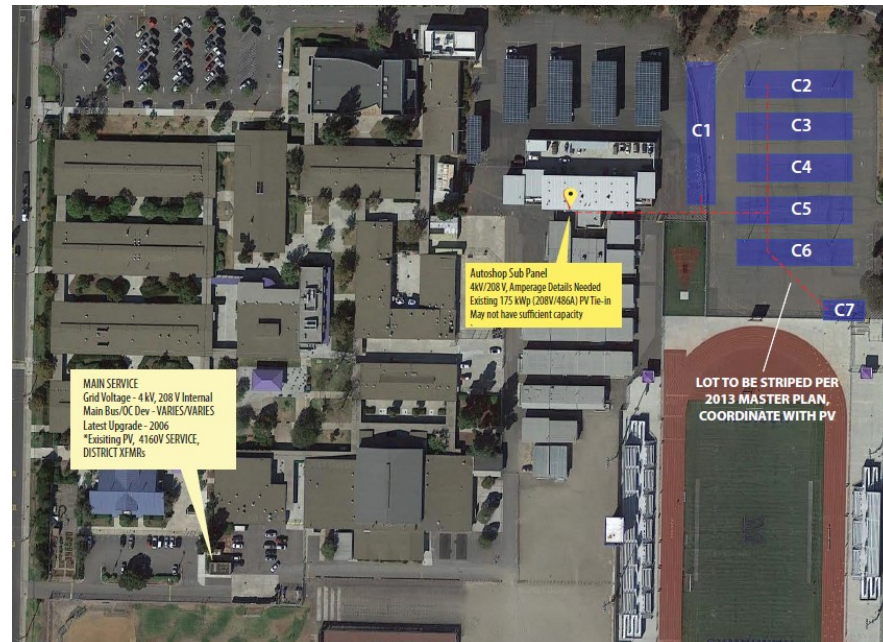 C1
C2
C3
C4
C5
C6
C7
Autoshop Sub Panel
4kV/208 V, Amperage Details Needed
Existing 175 kWp (208V/486A) PV Tie-in
May not have sufficient capacity
LOT TO BE STRIPED PER
2013 MASTER PLAN,
COORDINATE WITH PV
MAIN SERVICE
Grid Voltage - 4 kV, 208 V Internal
Main Bus/OC Dev - VARIES/VARIES
Latest Upgrade - 2006
*Exisiting PV, 4160V SERVICE,
DISTRICT XFMRs